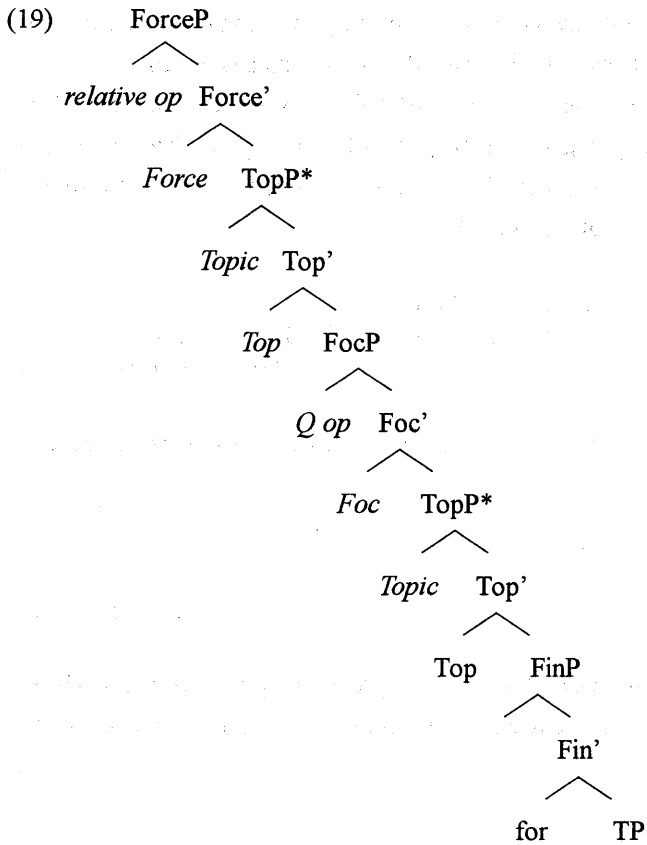 (19) ForceP
relative op Force’
Force TopP*
Topic Top’
Top FocP
Q op Foc’
Foc TopP*
Topic Top’
Top FinP
Fin’
for TP